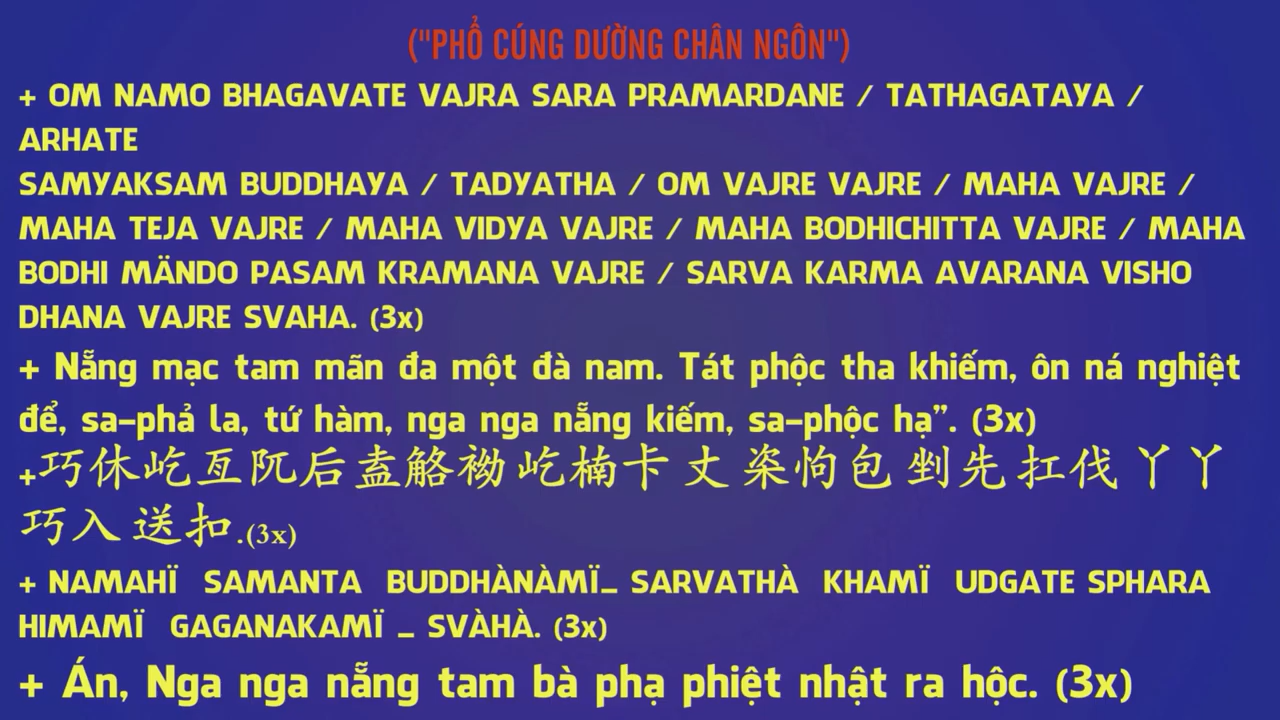 ("PHỔ CÚNG DƯỜNG CHÂN NGÔN")
+ OM NAMO BHAGAVATE VAJRA SARA PRAMARDANE / TATHAGATAYA /
ARHATE
SAMYAKSAM BUDDHAYA / TADYATHA / OM VAJRE VAJRE / MAHA VAJRE /
MAHA TEJA VAJRE / MAHA VIDYA VAJRE / MAHA BODHICHITTA VAJRE / MAHA
BODHI MÄNDO PASAM KRAMANA VAJRE / SARVA KARMA AVARANA VISHO
DHANA VAJRE SVAHA. (3x)
+ Nẵng mạc tam mãn đa một đà nam. Tát phộc tha khiếm, ôn ná nghiệt
để, sa-phả la, tứ hàm, nga nga nẵng kiếm, sa-phộc hạ”. (3x)
+巧休屹亙阢后盍觡袎屹楠卡丈 楶恦包 剉先扛伐 丫丫
巧入送扣.(3x)
+ NAMAHÏ SAMANTA BUDDHÀNÀMÏ_ SARVATHÀ KHAMÏ UDGATE SPHARA
HIMAMÏ GAGANAKAMÏ _ SVÀHÀ. (3x)
+ Án, Nga nga nẵng tam bà phạ phiệt nhật ra hộc. (3x)